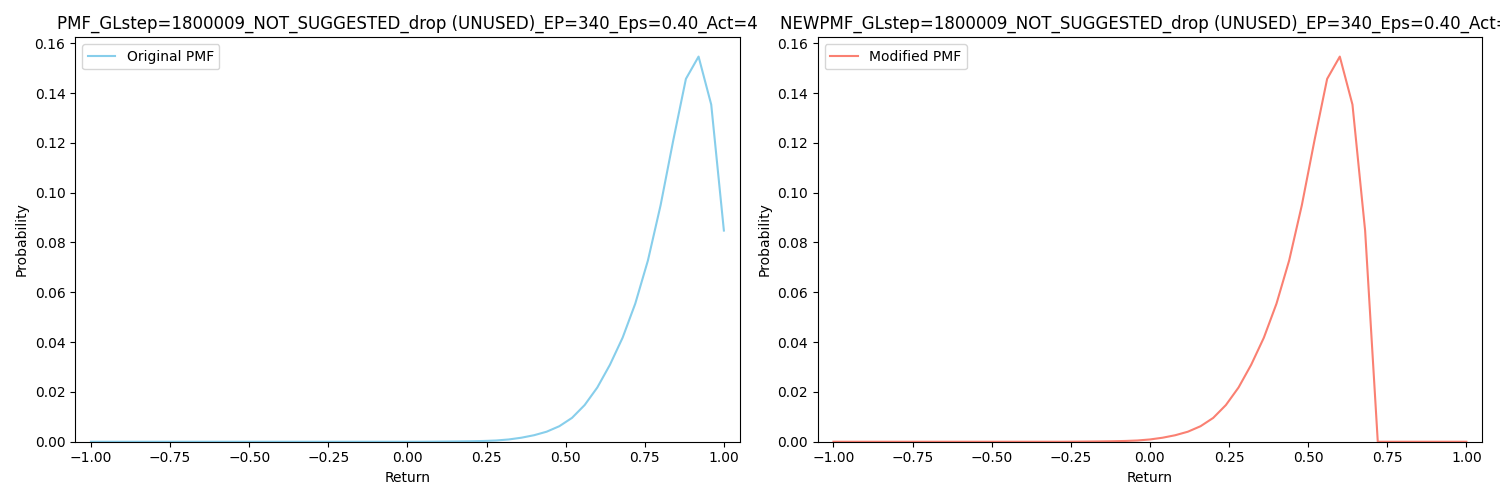 PMF_GLstep=1800009_NOT_SUGGESTED_drop (UNUSED)_EP=340_Eps=0.40_Act=4
Original PMF
0.16
0.14
0.12
0.10
0.08
0.06
0.04
0.02
0.00
Probability
−1.00 −0.75 −0.50 −0.25 0.00 0.25 0.50 0.75 1.00
Return
NEWPMF_GLstep=1800009_NOT_SUGGESTED_drop (UNUSED)_EP=340_Eps=0.40_Act=
Modified PMF
0.16
0.14
0.12
0.10
0.08
0.06
0.04
0.02
0.00
Probability
−1.00 −0.75 −0.50 −0.25 0.00 0.25 0.50 0.75 1.00
Return